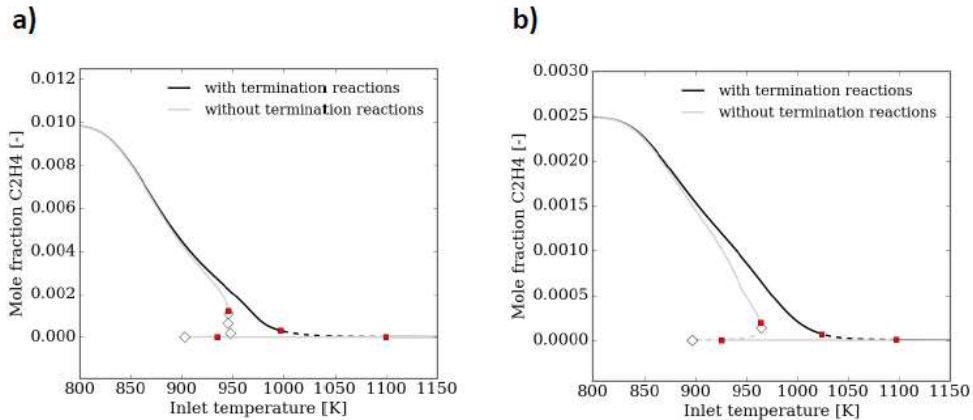 a)
b)
0.012
0.010
0.008
0.006
0.004
0.002
0.000
Mole fraction C2H4 [-]
with termination reactions
without termination reactions
800 850 900 950 1000 1050 1100 1150
Inlet temperature [K]
0.0030
0.0025
0.0020
0.0015
0.0010
0.0005
0.0000
Mole fraction C2H4 [-]
with termination reactions
without termination reactions
800 850 900 950 1000 1050 1100 1150
Inlet temperature [K]